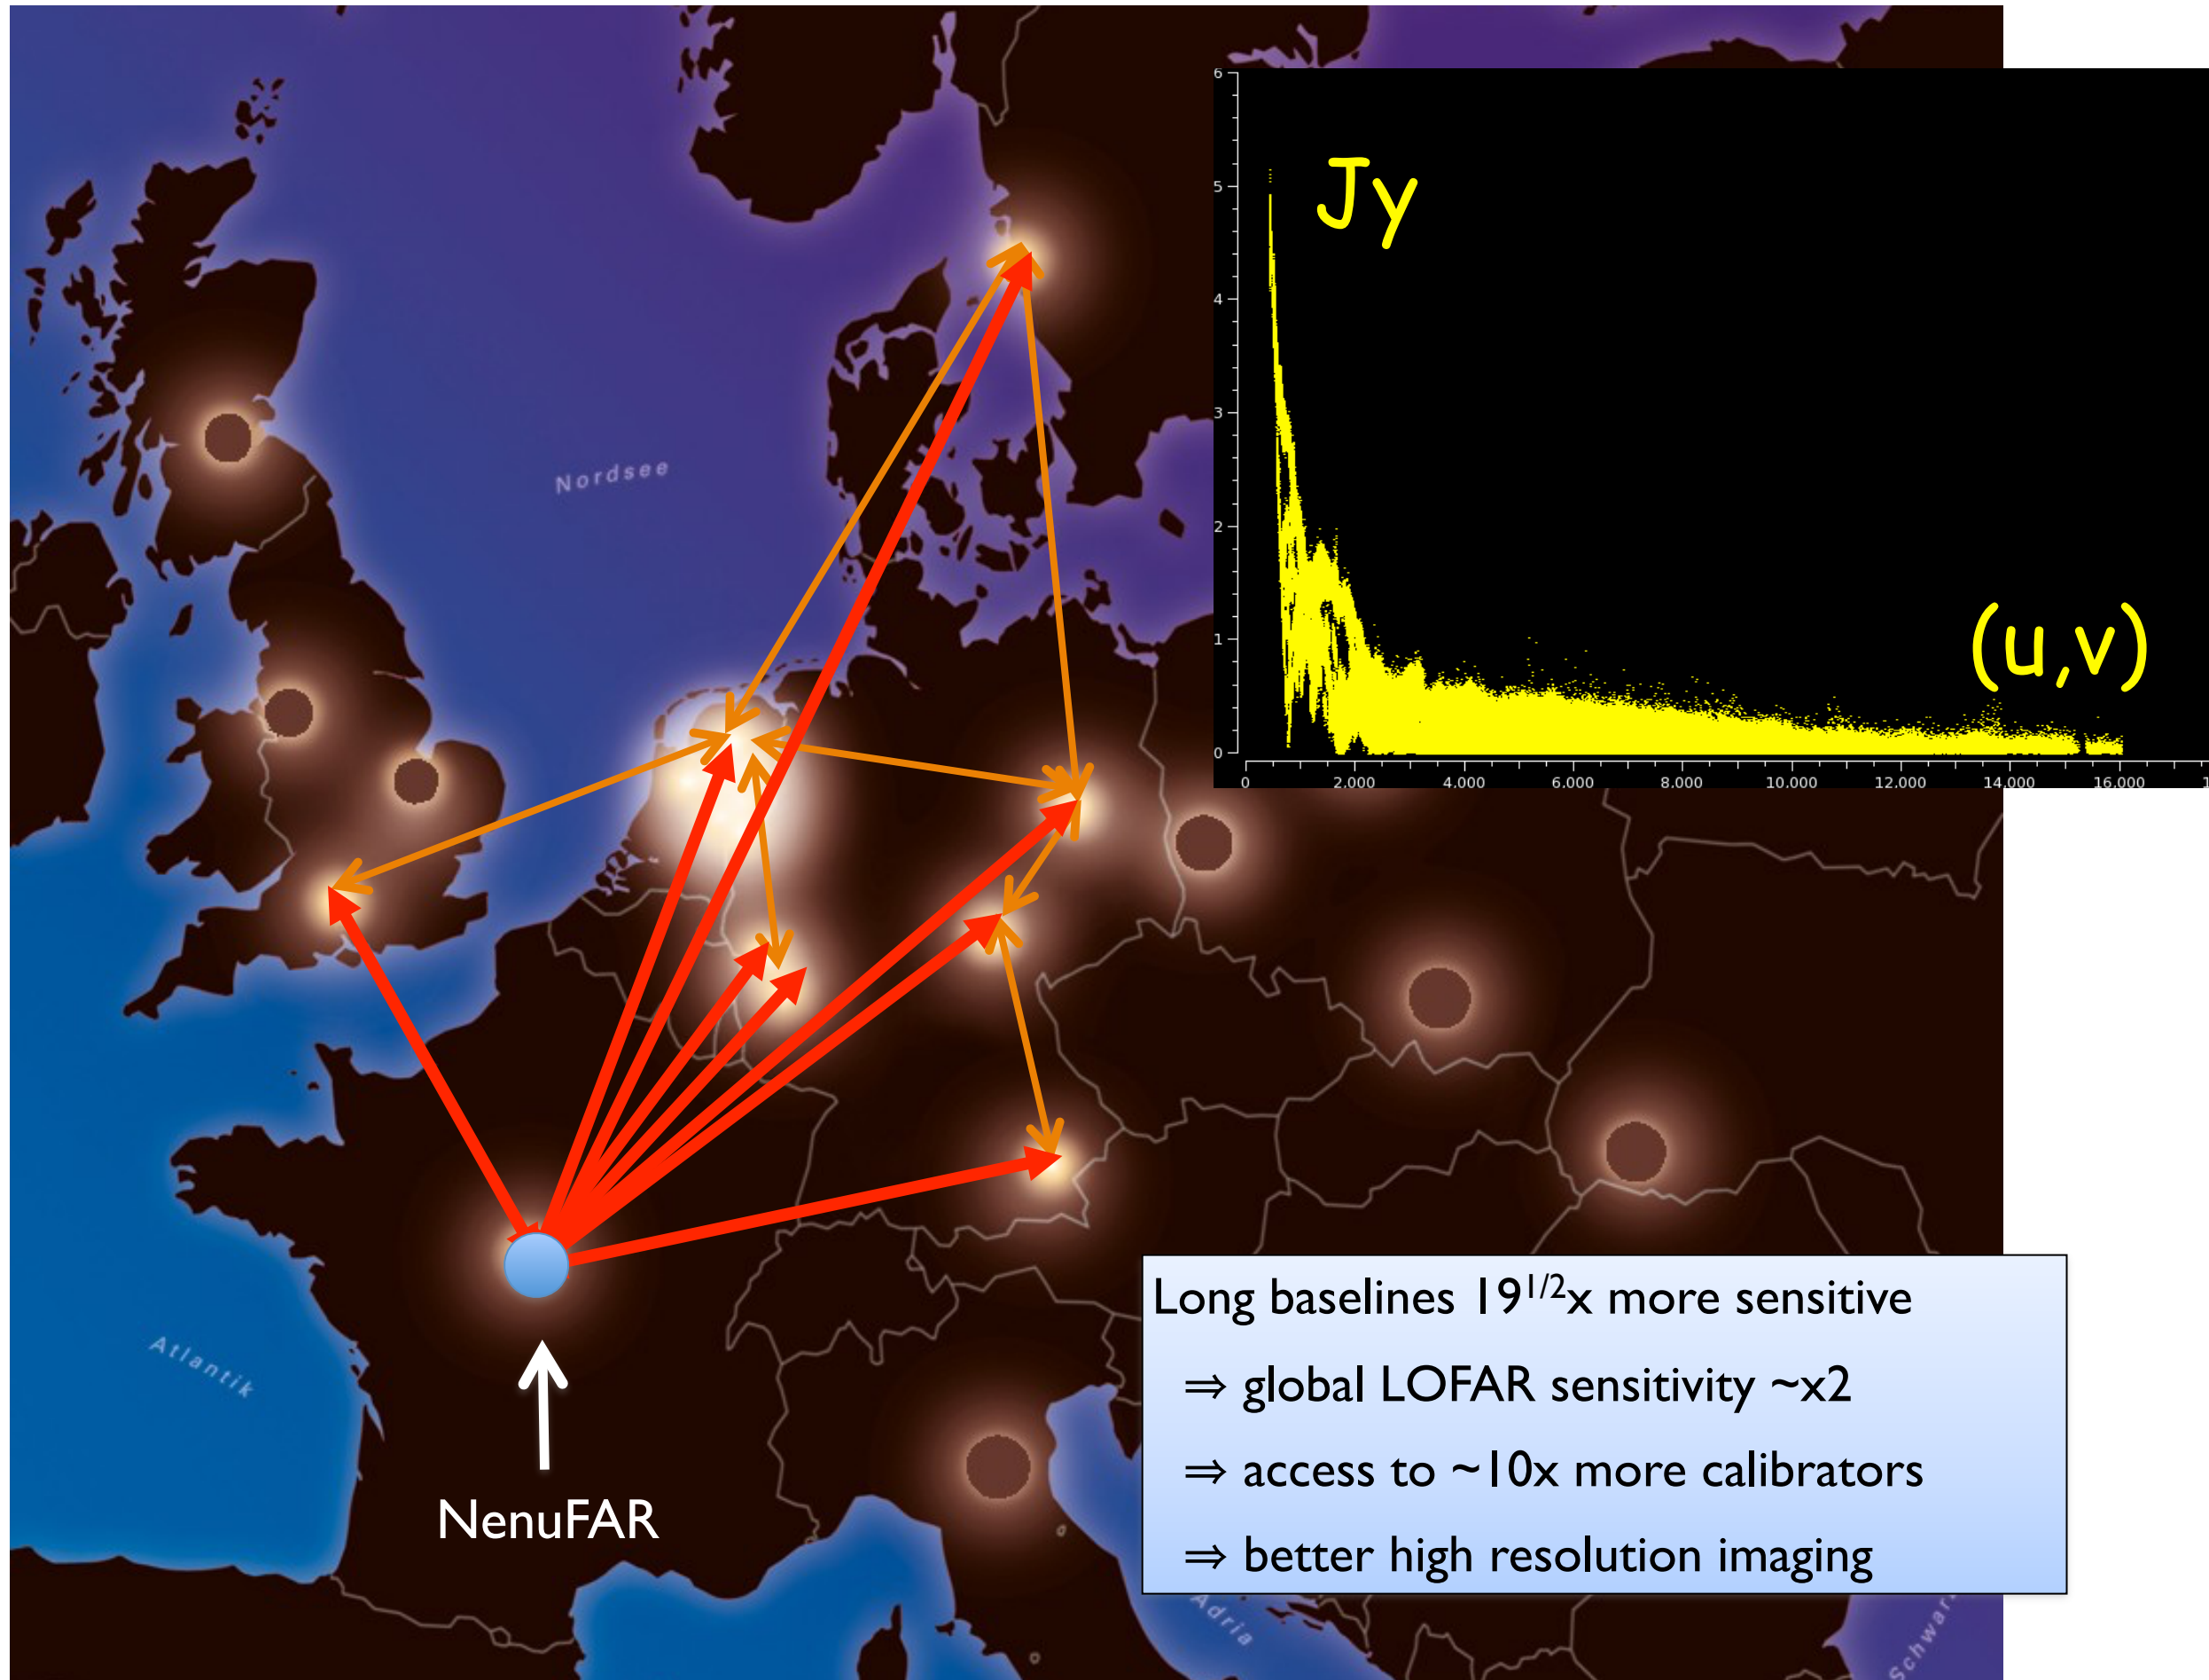 6
5
4
3
2
1
0
Jy
(u,v)
0
2,000
4,000
6,000
8,000
10,000
12,000
14,000
16,000
Nordsee
Atlantik
NenuFAR
Long baselines 19^1/2x more sensitive
⇒ global LOFAR sensitivity ~x2
⇒ access to ~10x more calibrators
⇒ better high resolution imaging
Adria